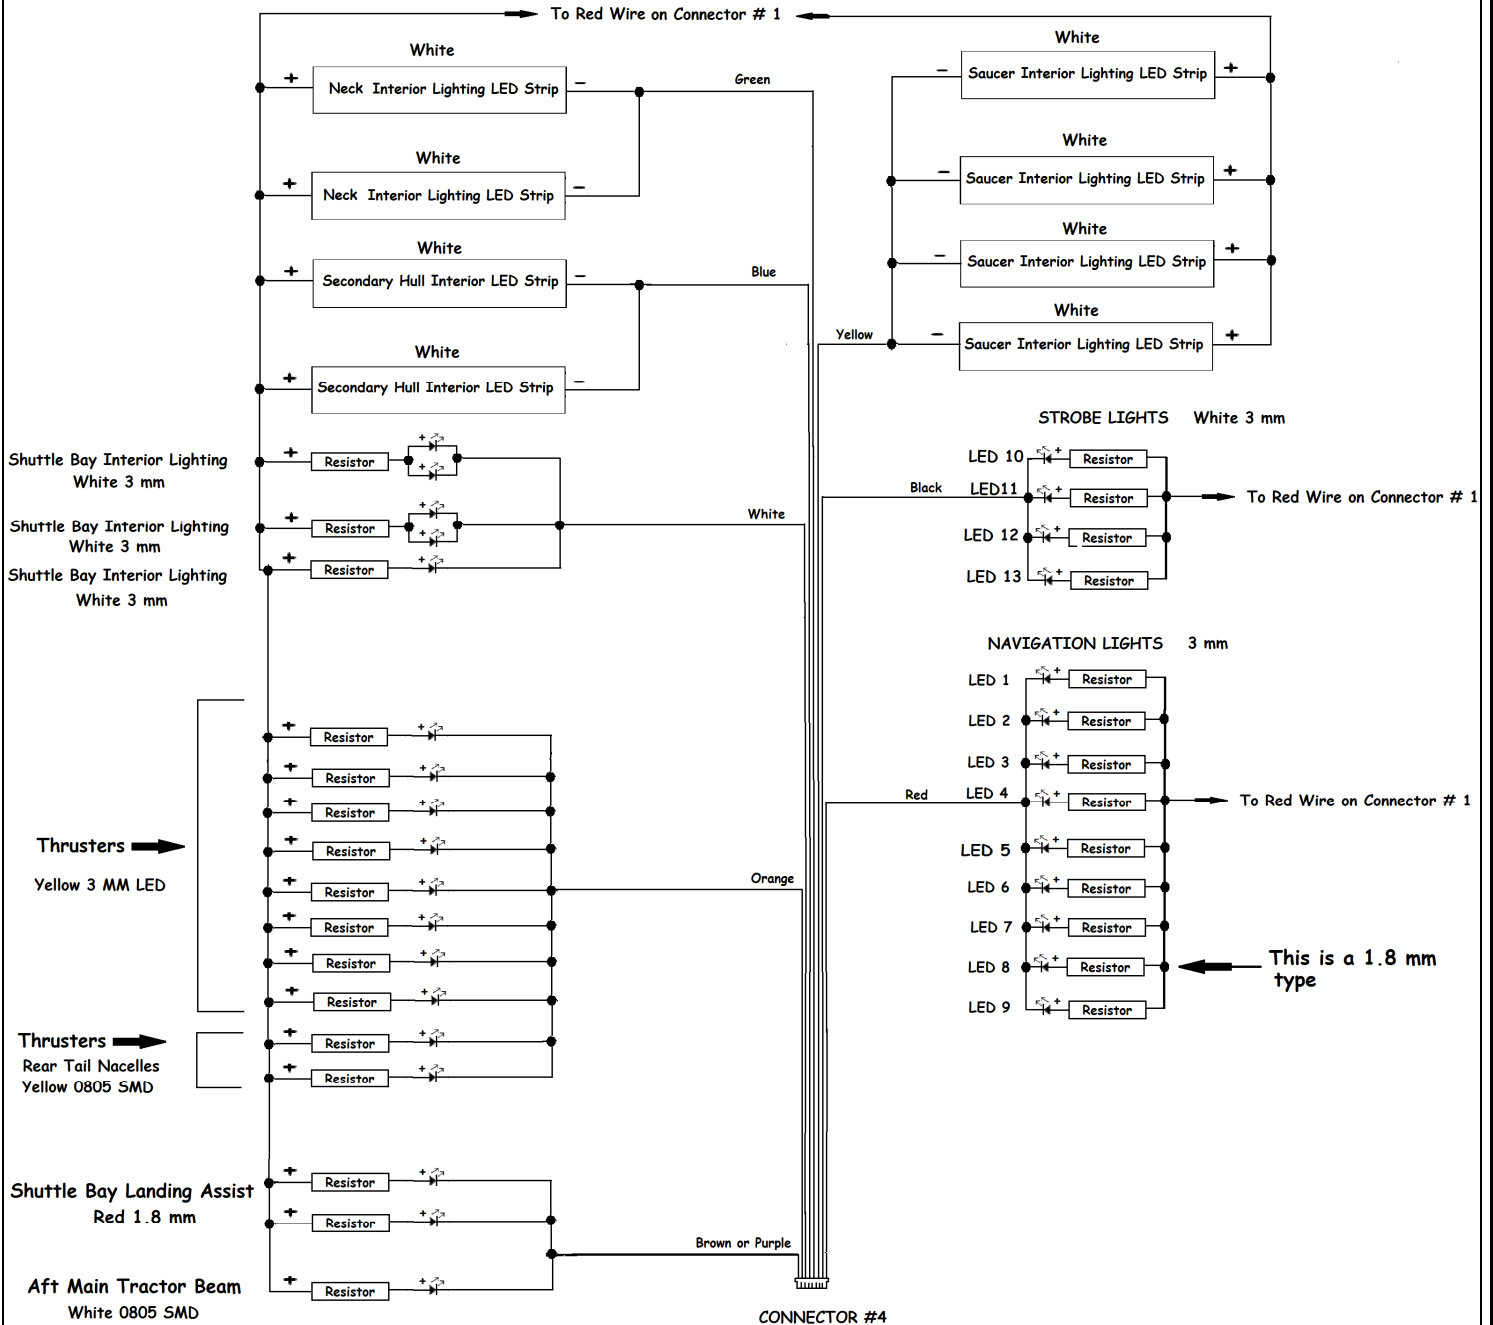 To Red Wire on Connector # 1
White
+ Neck Interior Lighting LED Strip -
Green
White
+ Neck Interior Lighting LED Strip -
White
+ Secondary Hull Interior LED Strip -
Blue
White
+ Secondary Hull Interior LED Strip -
Shuttle Bay Interior Lighting
White 3 mm
+ Resistor +
Shuttle Bay Interior Lighting
White 3 mm
+ Resistor +
White
Shuttle Bay Interior Lighting
White 3 mm
+ Resistor +
Thrusters
Yellow 3 MM LED
+ Resistor +
+ Resistor +
+ Resistor +
+ Resistor +
+ Resistor +
Orange
+ Resistor +
+ Resistor +
+ Resistor +
Thrusters
Rear Tail Nacelles
Yellow 0805 SMD
+ Resistor +
+ Resistor +
Shuttle Bay Landing Assist
Red 1.8 mm
+ Resistor +
+ Resistor +
Brown or Purple
Aft Main Tractor Beam
White 0805 SMD
+ Resistor +
CONNECTOR #4
White
- Saucer Interior Lighting LED Strip +
White
- Saucer Interior Lighting LED Strip +
White
- Saucer Interior Lighting LED Strip +
White
Yellow
- Saucer Interior Lighting LED Strip +
STROBE LIGHTS White 3 mm
LED 10 + Resistor
Black
LED11 + Resistor
To Red Wire on Connector # 1
LED 12 + Resistor
LED 13 + Resistor
NAVIGATION LIGHTS 3 mm
LED 1 + Resistor
LED 2 + Resistor
LED 3 + Resistor
Red
LED 4 + Resistor
To Red Wire on Connector # 1
LED 5 + Resistor
LED 6 + Resistor
LED 7 + Resistor
LED 8 + Resistor
This is a 1.8 mm
type
LED 9 + Resistor